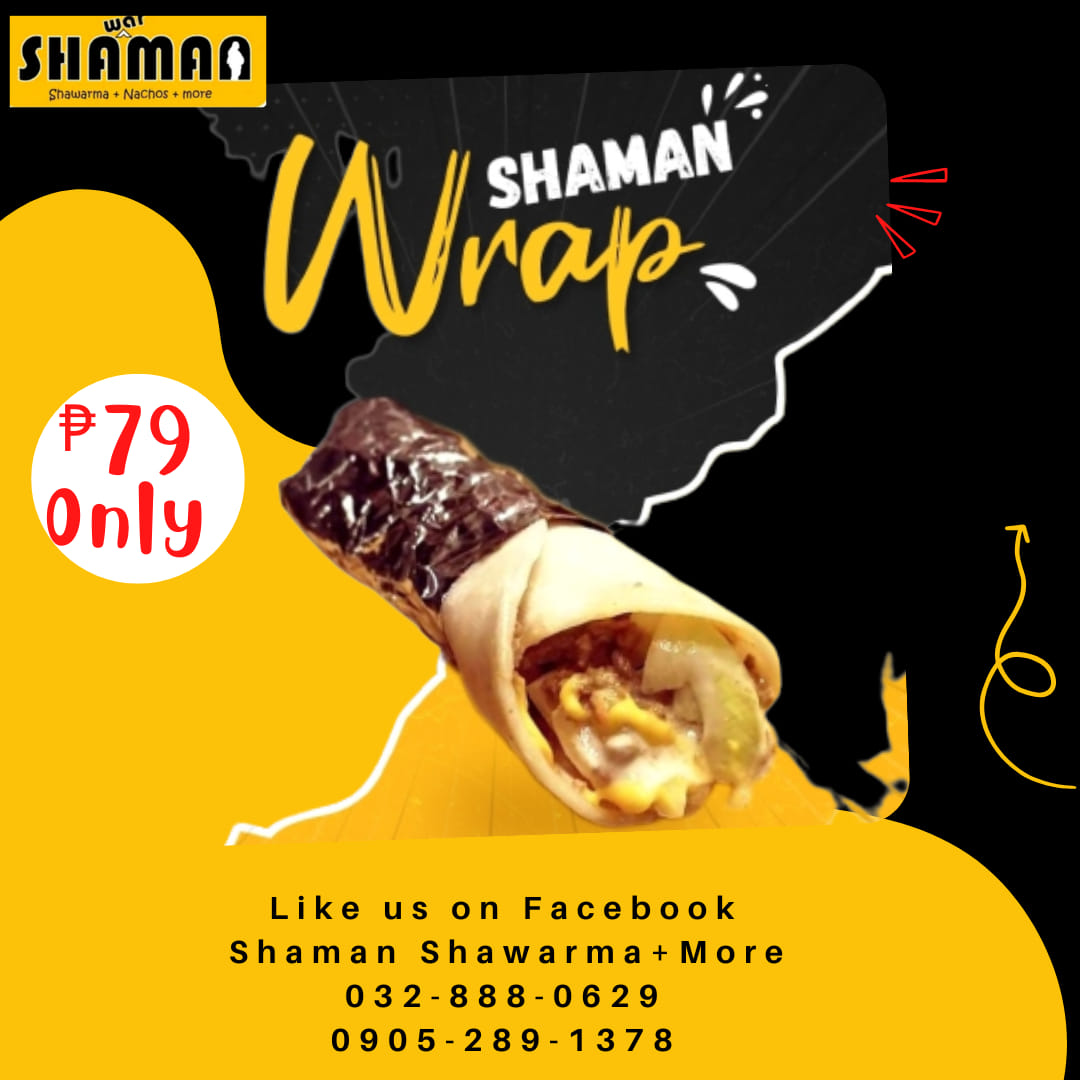 war
SHAMAN
Shawarma + Nachos + more
SHAMAN
Wrap
₱79
Only
Like us on Facebook
Shaman Shawarma+More
032-888-0629
0905-289-1378